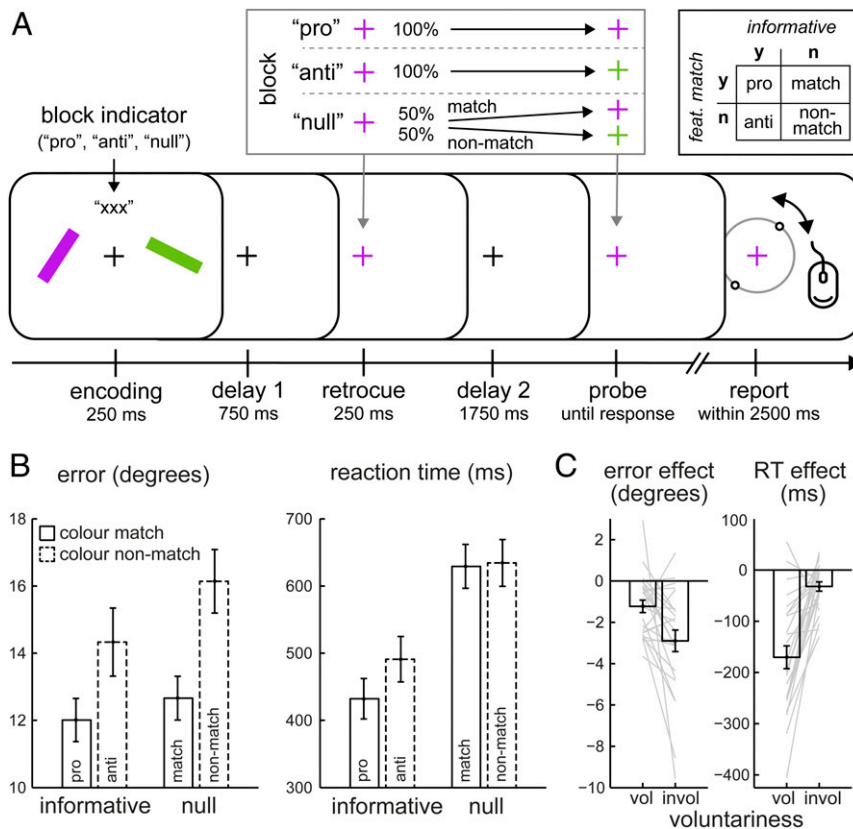 A
block
“pro”
100%
“anti”
100%
“null”
50%
50%
match
non-match
informative
y n
feat. match
y pro match
n anti non-
match
block indicator
(“pro”, “anti”, “null”)
“xxx”
encoding
250 ms
delay 1
750 ms
retrocue
250 ms
delay 2
1750 ms
probe
until response
report
within 2500 ms
B
error (degrees)
18
16
14
12
10
colour match
colour non-match
pro
anti
match
non-match
informative null
reaction time (ms)
700
600
500
400
300
pro
anti
match
non-match
informative null
C
error effect
(degrees)
2
0
−2
−4
−6
−8
−10
vol invol
RT effect
(ms)
100
0
−100
−200
−300
−400
vol invol
voluntariness